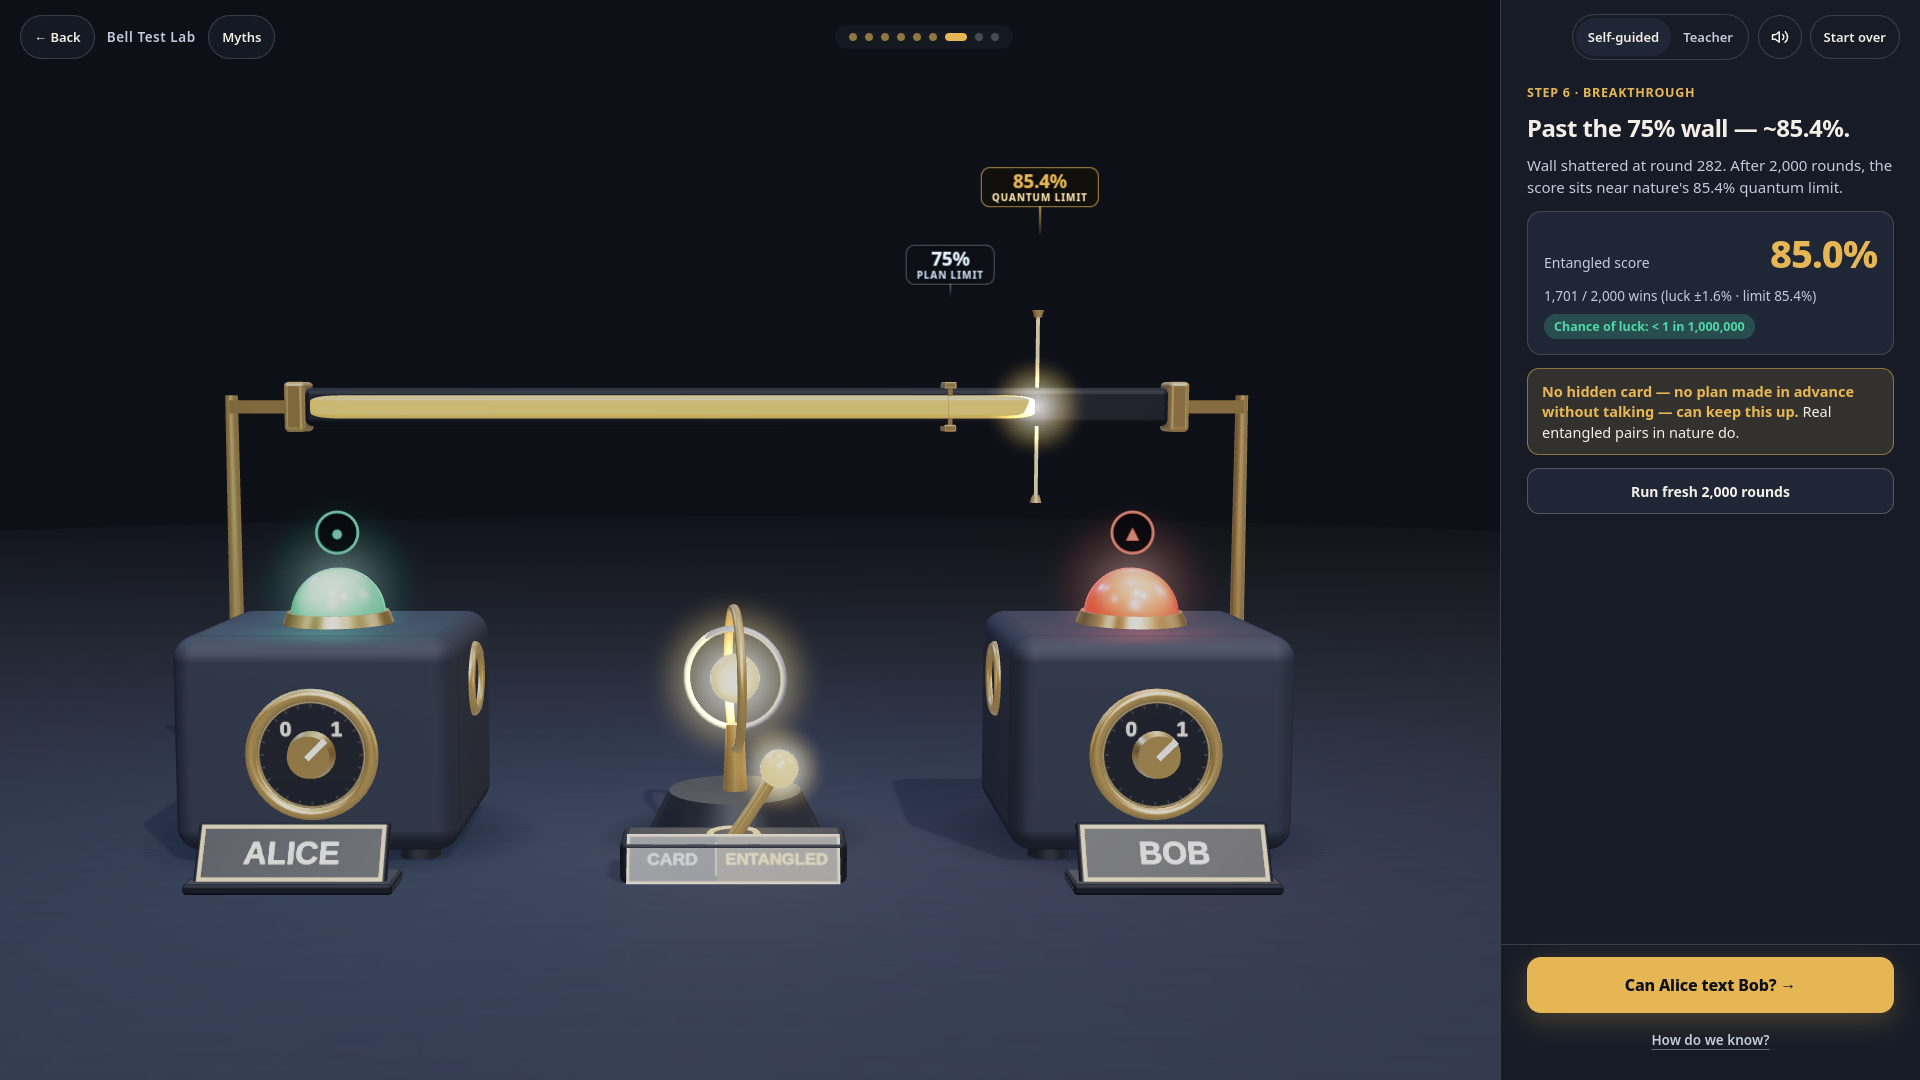 ← Back
Bell Test Lab
Myths
Self-guided
Teacher
Start over
STEP 6 · BREAKTHROUGH
Past the 75% wall — ~85.4%.
Wall shattered at round 282. After 2,000 rounds, the
score sits near nature's 85.4% quantum limit.
Entangled score
85.0%
1,701 / 2,000 wins (luck ±1.6% · limit 85.4%)
Chance of luck: < 1 in 1,000,000
No hidden card — no plan made in advance
without talking — can keep this up. Real
entangled pairs in nature do.
Run fresh 2,000 rounds
Can Alice text Bob? →
How do we know?
85.4%
QUANTUM LIMIT
75%
PLAN LIMIT
0 1
ALICE
CARD
ENTANGLED
0 1
BOB